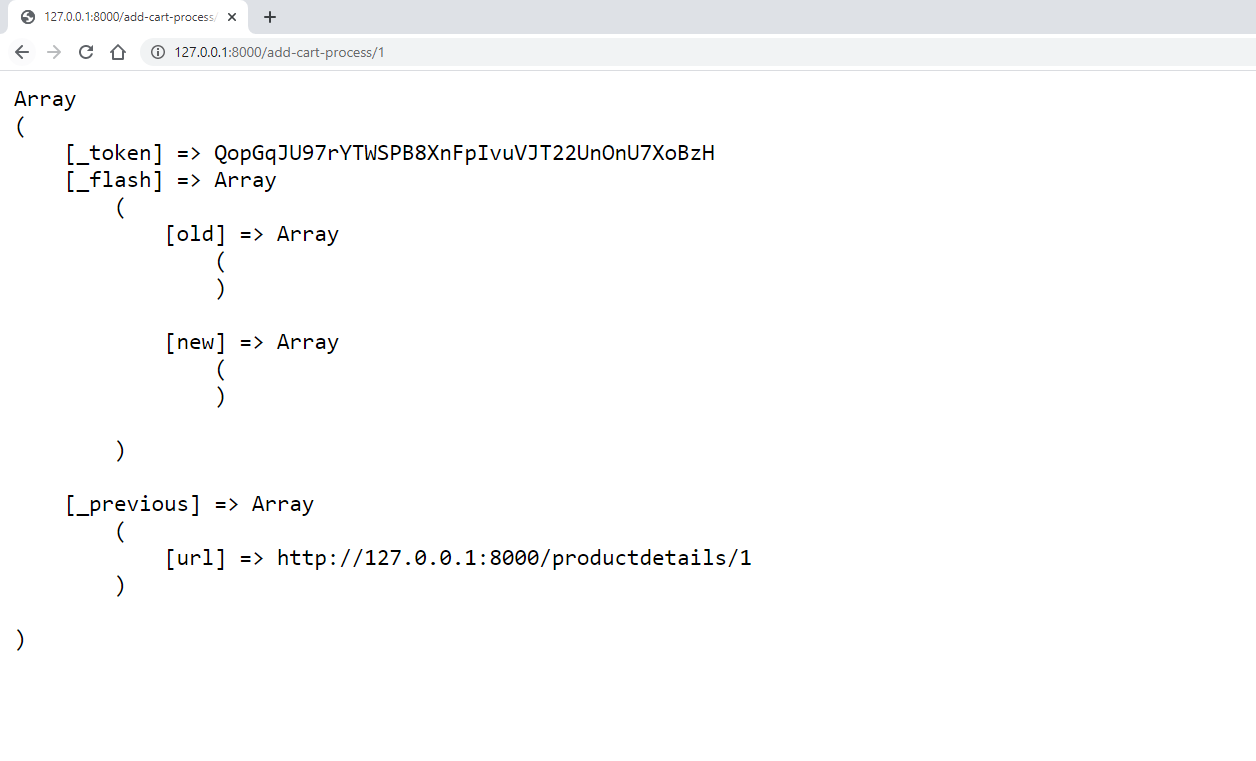 127.0.0.1:8000/add-cart-process/
127.0.0.1:8000/add-cart-process/1
Array
(
    [_token] => QopGqJU97rYTWSPB8XnFpIvuVJT22UnOnU7XoBzH
    [_flash] => Array
        (
            [old] => Array
                (
                )
            [new] => Array
                (
                )
        )
    [_previous] => Array
        (
            [url] => http://127.0.0.1:8000/productdetails/1
        )
)